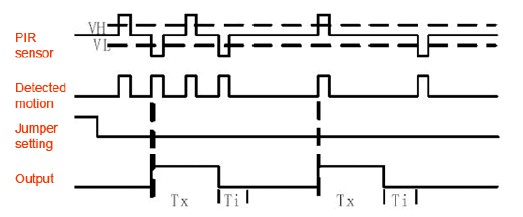 VH
PIR
sensor
VL
Detected
motion
Jumper
setting
Output
Tx
Ti
Tx
Ti